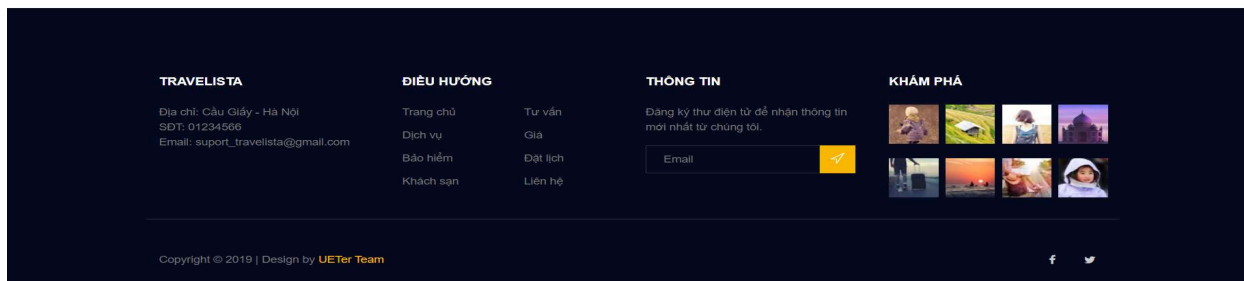 TRAVELISTA
Địa chỉ: Cầu Giấy - Hà Nội
SĐT: 01234566
Email: suport_travelista@gmail.com
ĐIỀU HƯỚNG
Trang chủ
Dịch vụ
Bảo hiểm
Khách sạn
Tư vấn
Giá
Đặt lịch
Liên hệ
THÔNG TIN
Đăng ký thư điện tử để nhận thông tin
mới nhất từ chúng tôi.
Email
KHÁM PHÁ
Copyright © 2019 | Design by UETer Team